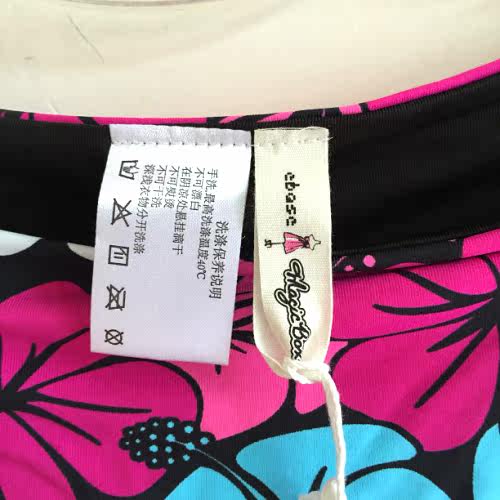 洗涤保养说明
手洗,最高洗涤温度40℃
不可漂白
在阴凉处悬挂滴干
不可熨烫
不可干洗
深浅衣物分开洗涤
ebase
Magic Box